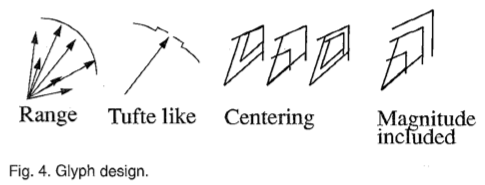 Range Tufte like Centering Magnitude
included
Fig. 4. Glyph design.